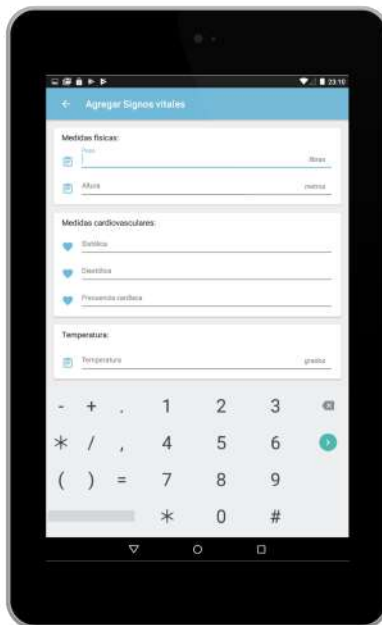 23:10
Agregar Signos vitales
Medidas físicas:
Peso
libras
Altura
metros
Medidas cardiovasculares:
Sistólica
Diastólica
Frecuencia cardíaca
Temperatura:
Temperatura
grados
- + . 1 2 3
* / , 4 5 6
( ) = 7 8 9
* 0 #